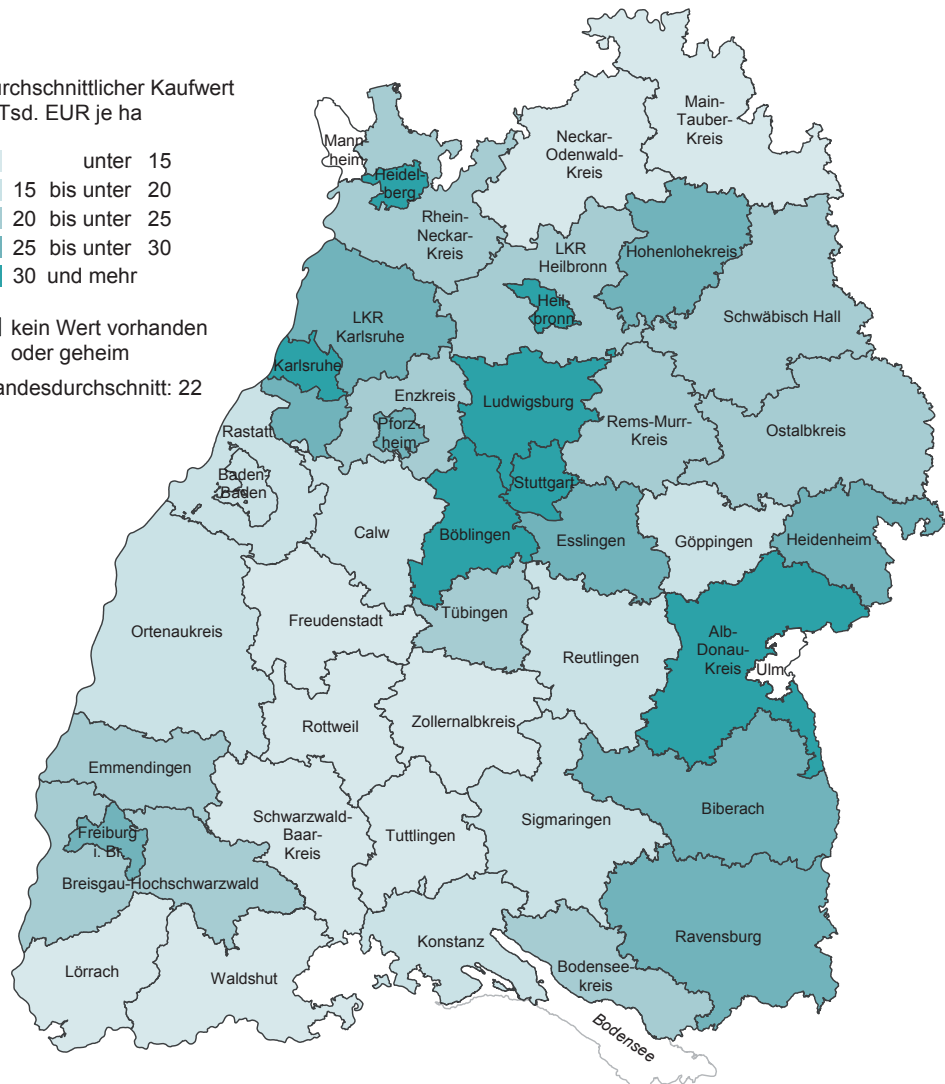 urchschnittlicher Kaufwert
Tsd. EUR je ha
unter 15
15 bis unter 20
20 bis unter 25
25 bis unter 30
30 und mehr
kein Wert vorhanden
oder geheim
andesdurchschnitt: 22
Main-
Tauber-
Kreis
Neckar-
Odenwald-
Kreis
Mann
heim
Heidel-
berg
Rhein-
Neckar-
Kreis
LKR
Heilbronn
Hohenlohekreis
Heil-
bronn
Schwäbisch Hall
LKR
Karlsruhe
Karlsruhe
Enzkreis
Ludwigsburg
Pforz-
heim
Rems-Murr-
Kreis
Ostalbkreis
Rastatt
Baden-
Baden
Stuttgart
Calw
Böblingen
Esslingen
Göppingen
Heidenheim
Tübingen
Freudenstadt
Ortenaukreis
Reutlingen
Alb-
Donau-
Kreis
Ulm
Rottweil
Zollernalbkreis
Emmendingen
Biberach
Schwarzwald-
Baar-
Kreis
Tuttlingen
Sigmaringen
Freiburg
i. Br.
Breisgau-Hochschwarzwald
Ravensburg
Konstanz
Lörrach
Waldshut
Bodensee-
kreis
Bodensee